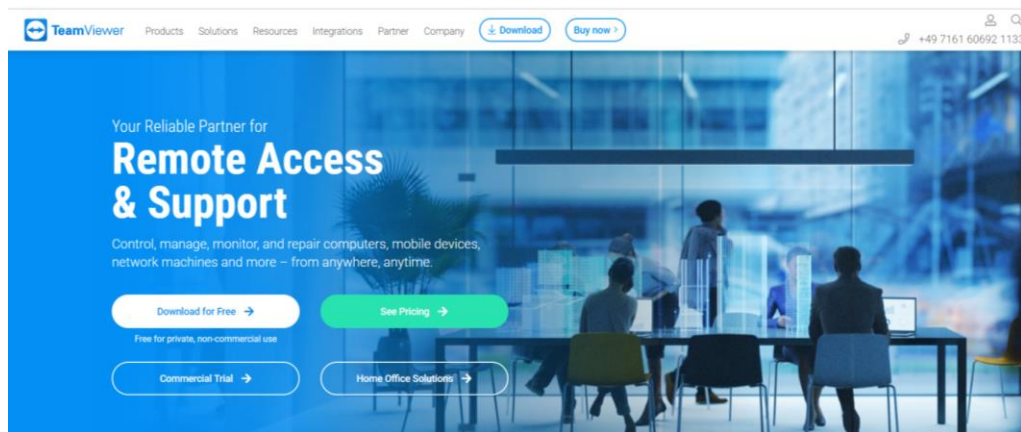 TeamViewer Products Solutions Resources Integrations Partner Company Download Buy now >
+49 7161 60692 1133
Your Reliable Partner for
Remote Access
& Support
Control, manage, monitor, and repair computers, mobile devices,
network machines and more – from anywhere, anytime.
Download for Free → See Pricing →
Free for private, non-commercial use
Commercial Trial → Home Office Solutions →